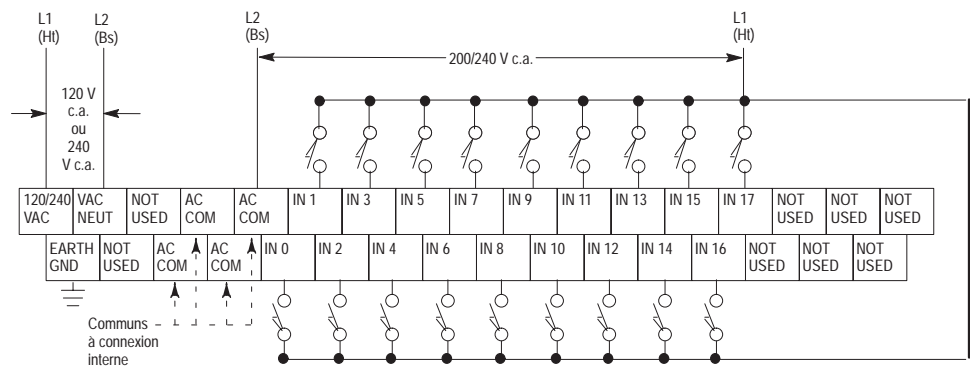 L1
(Ht)
L2
(Bs)
L2
(Bs)
L1
(Ht)
200/240 V c.a.
120 V
c.a.
ou
240
V c.a.
120/240
VAC
VAC
NEUT
NOT
USED
AC
COM
AC
COM
IN 1
IN 3
IN 5
IN 7
IN 9
IN 11
IN 13
IN 15
IN 17
NOT
USED
NOT
USED
NOT
USED
EARTH
GND
NOT
USED
AC
COM
AC
COM
IN 0
IN 2
IN 4
IN 6
IN 8
IN 10
IN 12
IN 14
IN 16
NOT
USED
NOT
USED
NOT
USED
Communs
à connexion
interne